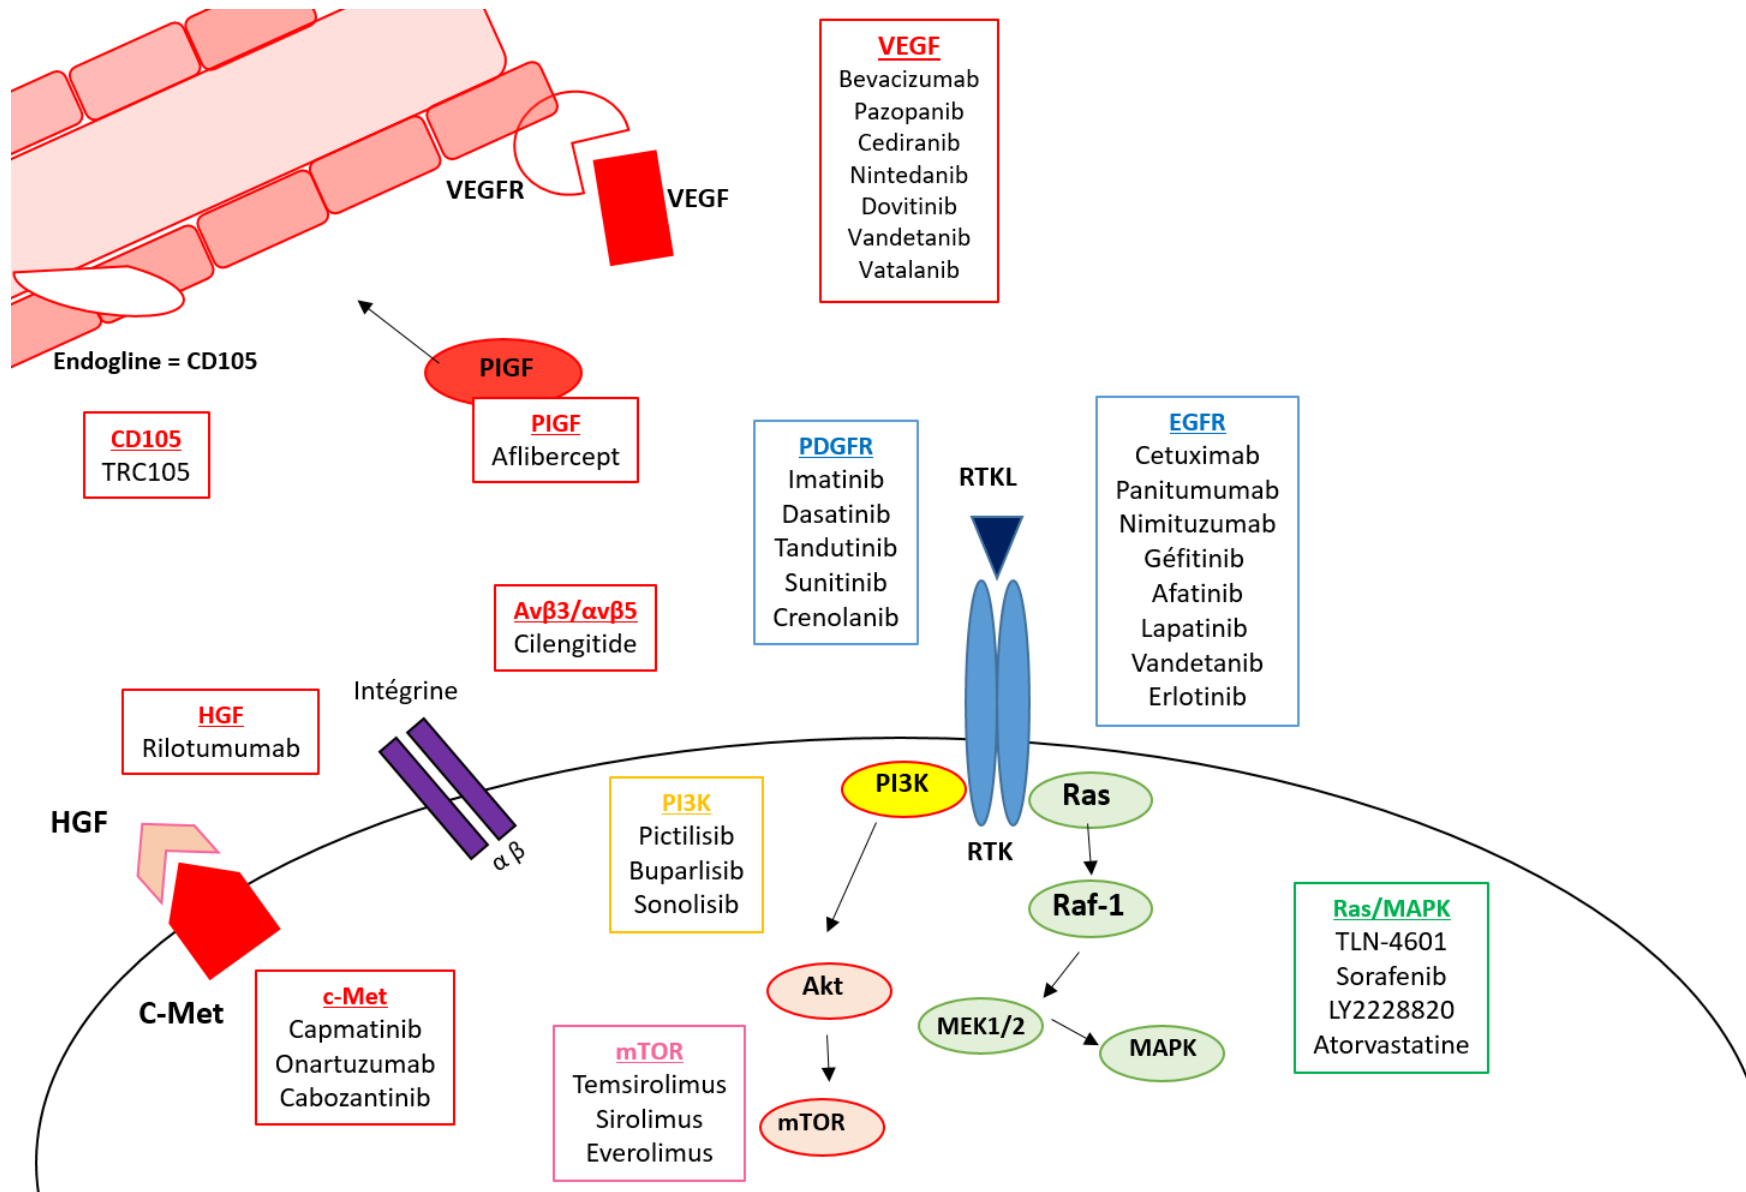 VEGF
Bevacizumab
Pazopanib
Cediranib
Nintedanib
Dovitinib
Vandetanib
Vatalanib
VEGFR
VEGF
Endogline = CD105
CD105
TRC105
PIGF
PIGF
Aflibercept
PDGFR
Imatinib
Dasatinib
Tandutinib
Sunitinib
Crenolanib
RTKL
EGFR
Cetuximab
Panitumumab
Nimituzumab
Géfitinib
Afatinib
Lapatinib
Vandetanib
Erlotinib
Avβ3/αvβ5
Cilengitide
Intégrine
α β
HGF
Rilotumumab
HGF
C-Met
c-Met
Capmatinib
Onartuzumab
Cabozantinib
PI3K
Pictilisib
Buparlisib
Sonolisib
PI3K
RTK
Ras
Raf-1
Akt
MEK1/2
MAPK
mTOR
mTOR
Temsirolimus
Sirolimus
Everolimus
Ras/MAPK
TLN-4601
Sorafenib
LY2228820
Atorvastatine